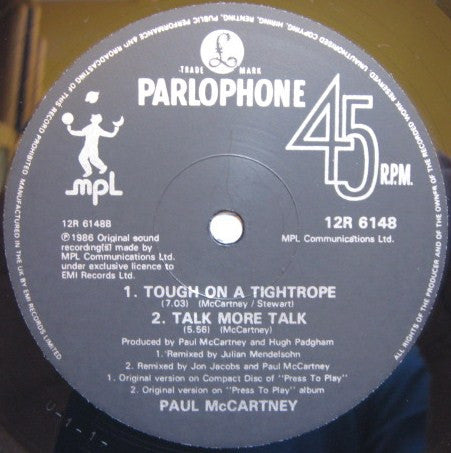 UNAUTHORISED COPYING, HIRING, RENTING, PUBLIC PERFORMANCE AND BROADCASTING OF THIS RECORD PROHIBITED MANUFACTURED IN THE U.K. BY EMI RECORDS LTD.
ALL RIGHTS OF THE PRODUCER AND OF THE OWNER OF THE RECORDED WORK RESERVED.
£
TRADE MARK
PARLOPHONE
45 R.P.M.
mpl
12R 6148B
12R 6148
℗1986 Original sound
recording(s) made by
MPL Communications Ltd.
under exclusive licence to
EMI Records Ltd.
MPL Communications Ltd.
1. TOUGH ON A TIGHTROPE
(7.03) (McCartney / Stewart)
2. TALK MORE TALK
(5.56) (McCartney)
Produced by Paul McCartney and Hugh Padgham
1. Remixed by Julian Mendelsohn
2. Remixed by Jon Jacobs and Paul McCartney
1. Original version on Compact Disc of "Press To Play"
2. Original version on "Press To Play" album
PAUL McCARTNEY